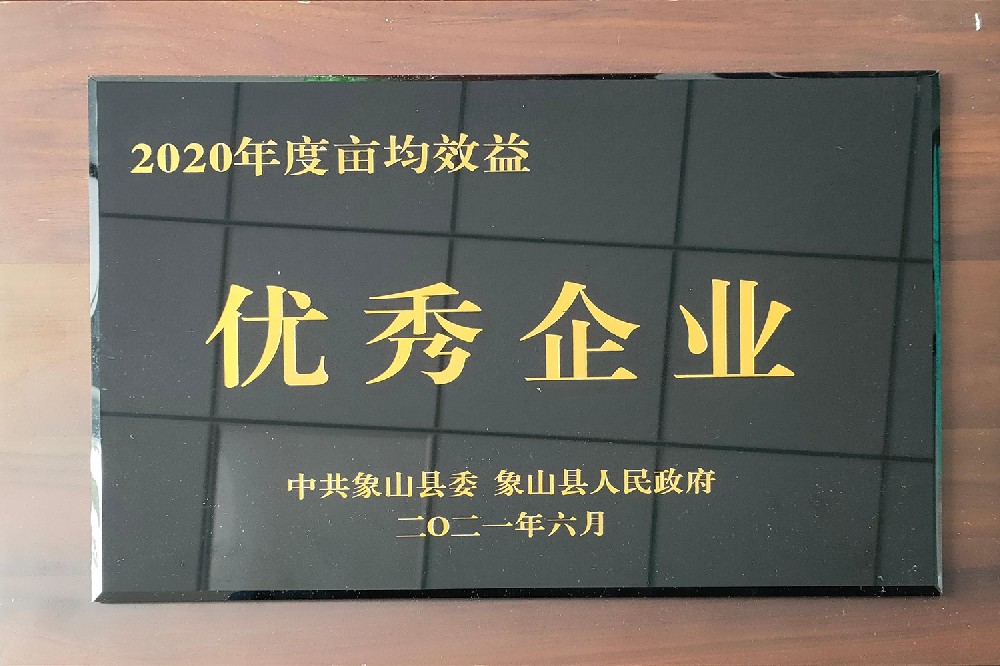 2020年度亩均效益
优秀企业
中共象山县委 象山县人民政府
二〇二一年六月